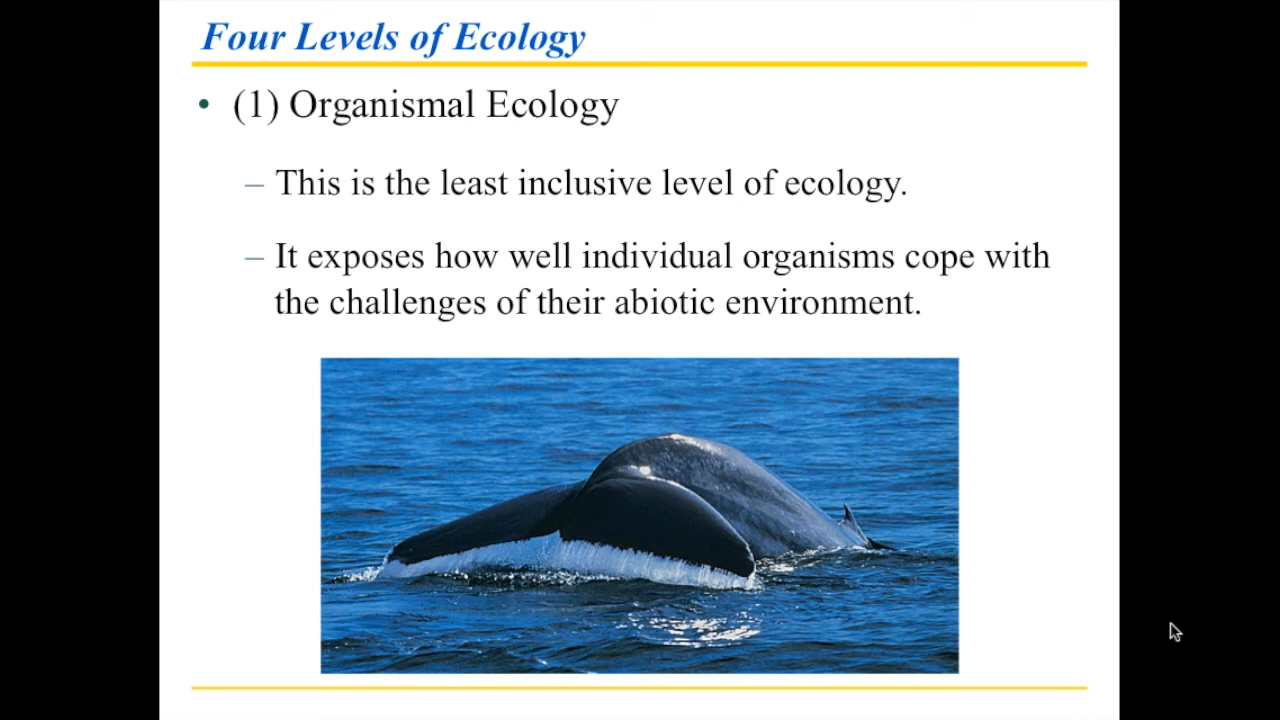 Four Levels of Ecology
• (1) Organismal Ecology
– This is the least inclusive level of ecology.
– It exposes how well individual organisms cope with
the challenges of their abiotic environment.